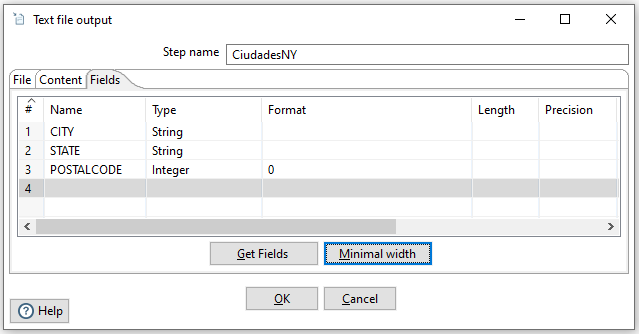 Text file output
Step name CiudadesNY
File Content Fields
# Name Type Format Length Precision
1 CITY String
2 STATE String
3 POSTALCODE Integer 0
4
Get Fields Minimal width
OK Cancel
Help